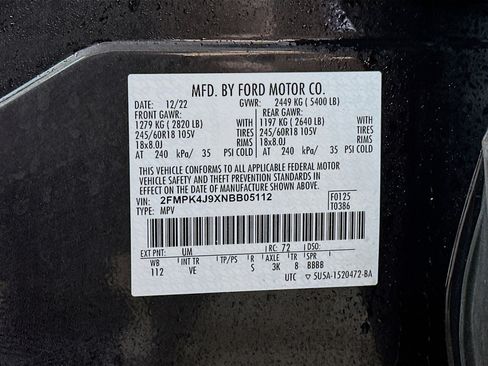 MFD. BY FORD MOTOR CO.
DATE: 12/22 GVWR: 2449 KG ( 5400 LB)
FRONT GAWR: REAR GAWR:
1279 KG ( 2820 LB) WITH 1197 KG ( 2640 LB) WITH
245/60R18 105V TIRES 245/60R18 105V TIRES
18x8.0J RIMS 18x8.0J RIMS
AT 240 kPa/ 35 PSI COLD AT 240 kPa/ 35 PSI COLD
THIS VEHICLE CONFORMS TO ALL APPLICABLE FEDERAL MOTOR
VEHICLE SAFETY AND THEFT PREVENTION STANDARDS IN
EFFECT ON THE DATE OF MANUFACTURE SHOWN ABOVE.
VIN: 2FMPK4J9XNBB05112 F0125
TYPE: MPV T0386
EXT PNT: UM RC: 72 DSO:
WB INT TR TP/PS R AXLE TR SPR
112 VE S 3K 8 BBBB
UTC ▽ SU5A-1520472-BA